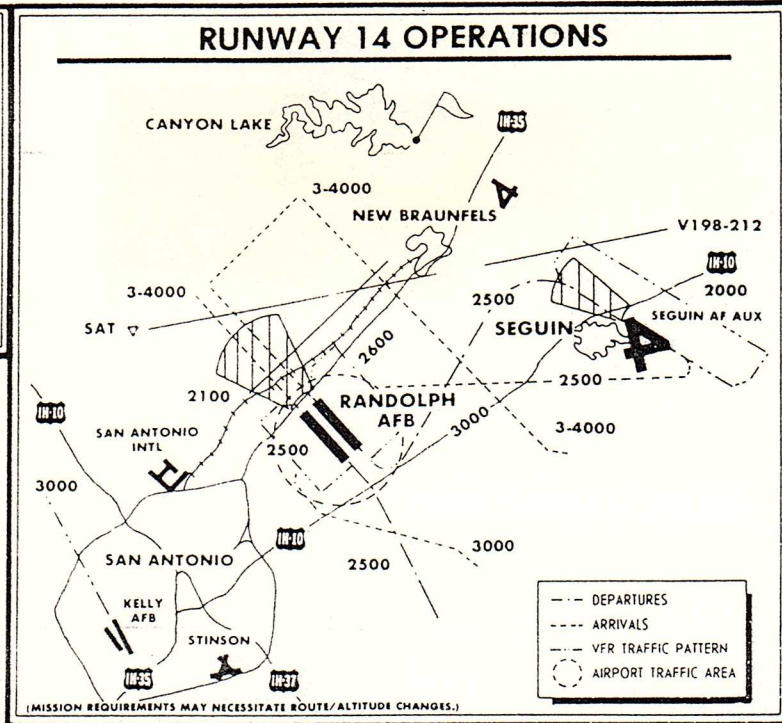 RUNWAY 14 OPERATIONS
CANYON LAKE
IH-35
3-4000
NEW BRAUNFELS
V198-212
3-4000
IH-10
2500
2000
SAT
SEGUIN
SEGUIN AF AUX
2600
2500
2100
RANDOLPH
AFB
IH-10
3000
3-4000
SAN ANTONIO
INTL
2500
3000
IH-10
3000
SAN ANTONIO
2500
KELLY
AFB
STINSON
IH-35
IH-37
DEPARTURES
ARRIVALS
VFR TRAFFIC PATTERN
AIRPORT TRAFFIC AREA
(MISSION REQUIREMENTS MAY NECESSITATE ROUTE/ALTITUDE CHANGES.)